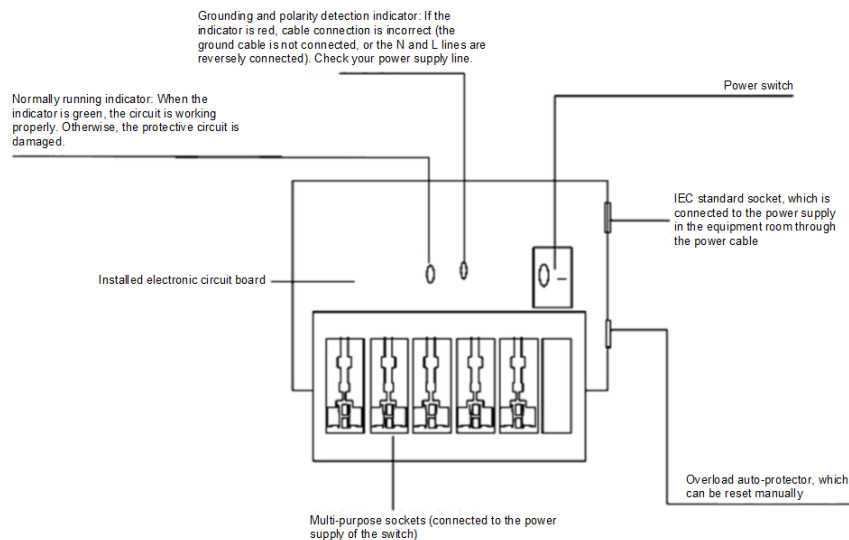 Grounding and polarity detection indicator: If the
indicator is red, cable connection is incorrect (the
ground cable is not connected, or the N and L lines are
reversely connected). Check your power supply line.
Power switch
Normally running indicator: When the
indicator is green, the circuit is working
properly. Otherwise, the protective circuit is
damaged.
IEC standard socket, which is
connected to the power supply
in the equipment room through
the power cable
Installed electronic circuit board
Overload auto-protector, which
can be reset manually
Multi-purpose sockets (connected to the power
supply of the switch)